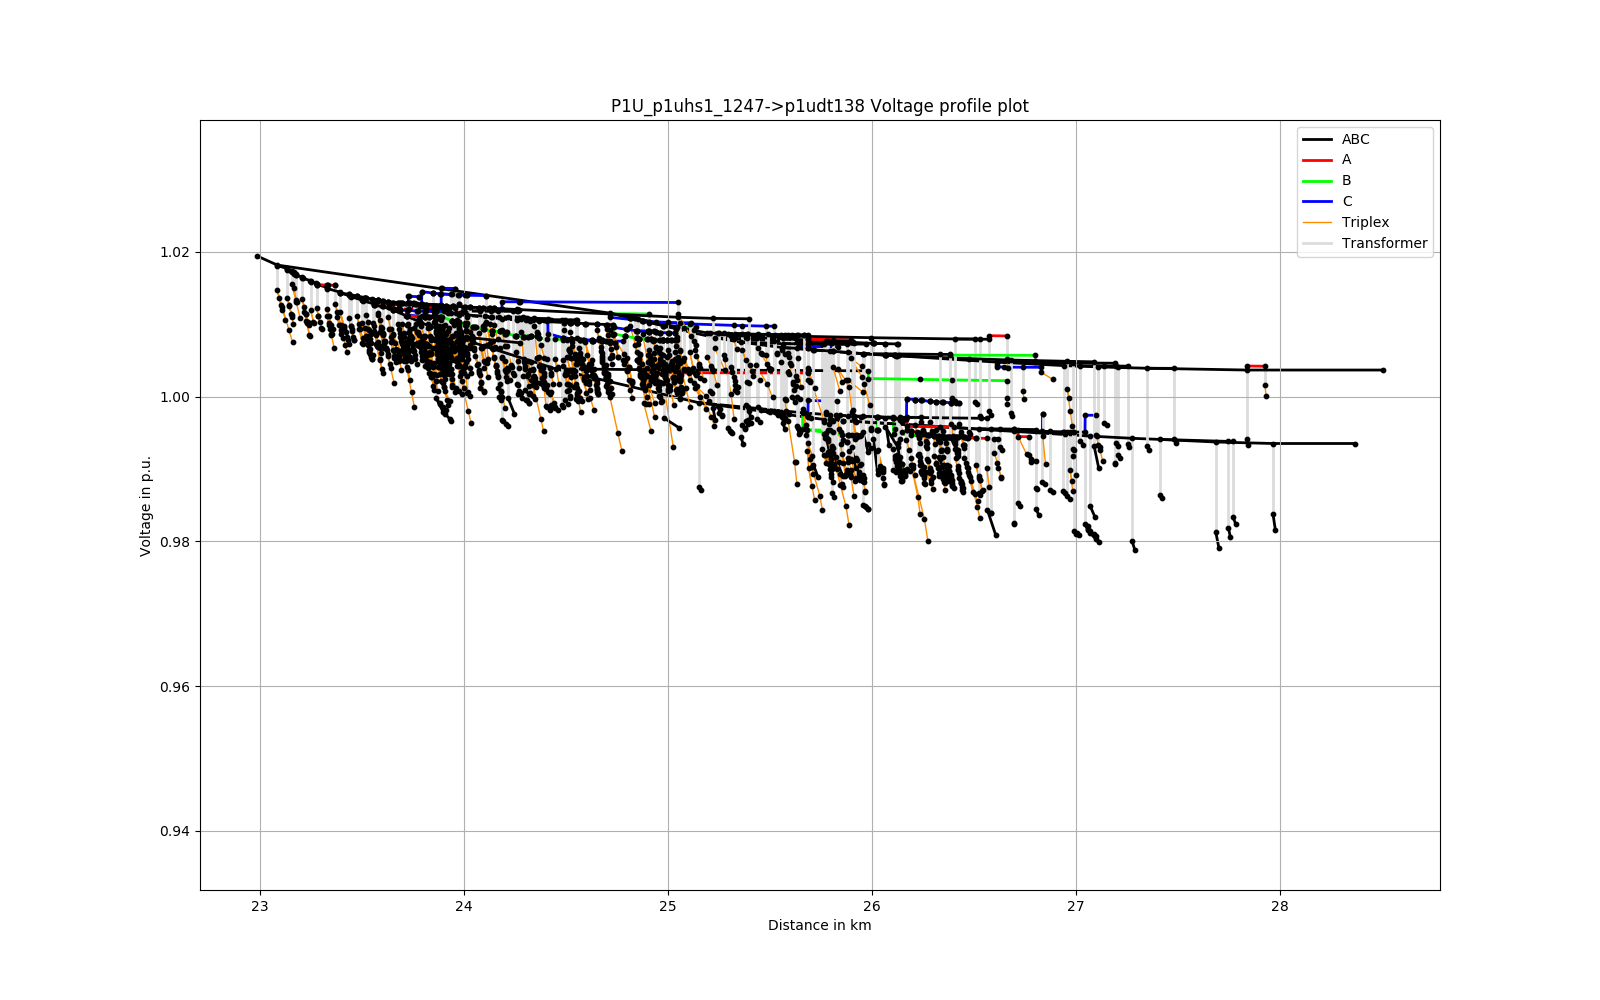 P1U_p1uhs1_1247->p1udt138 Voltage profile plot
ABC
A
B
C
Triplex
Transformer
1.02
1.00
0.98
0.96
0.94
Voltage in p.u.
23 24 25 26 27 28
Distance in km